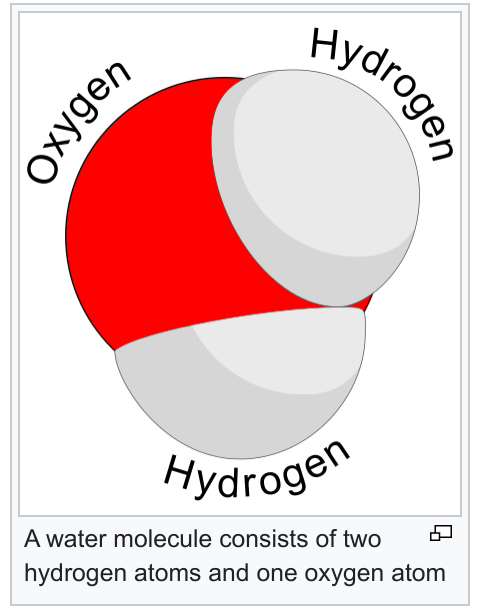 Oxygen
Hydrogen
Hydrogen
A water molecule consists of two
hydrogen atoms and one oxygen atom